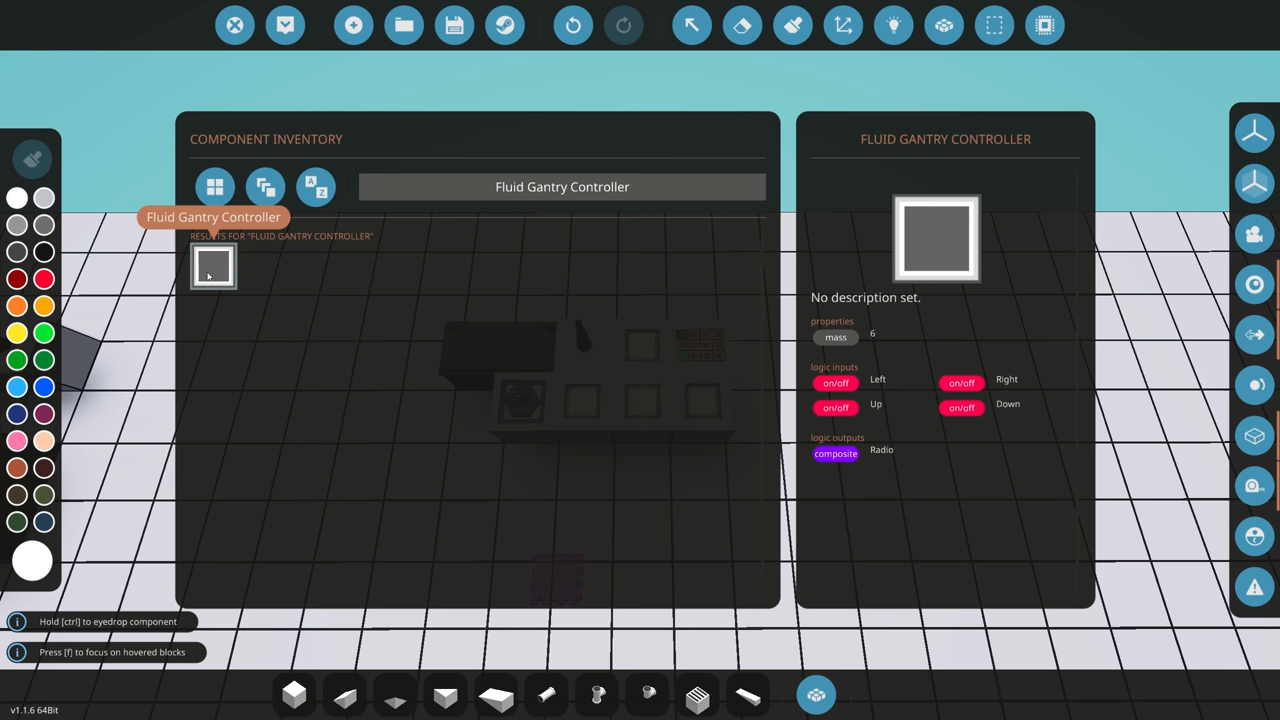 COMPONENT INVENTORY
A
Z
Fluid Gantry Controller
Fluid Gantry Controller
RESULTS FOR "FLUID GANTRY CONTROLLER"
FLUID GANTRY CONTROLLER
No description set.
properties
mass 6
logic inputs
on/off Left on/off Right
on/off Up on/off Down
logic outputs
composite Radio
i Hold [ctrl] to eyedrop component
i Press [f] to focus on hovered blocks
v1.1.6 64Bit